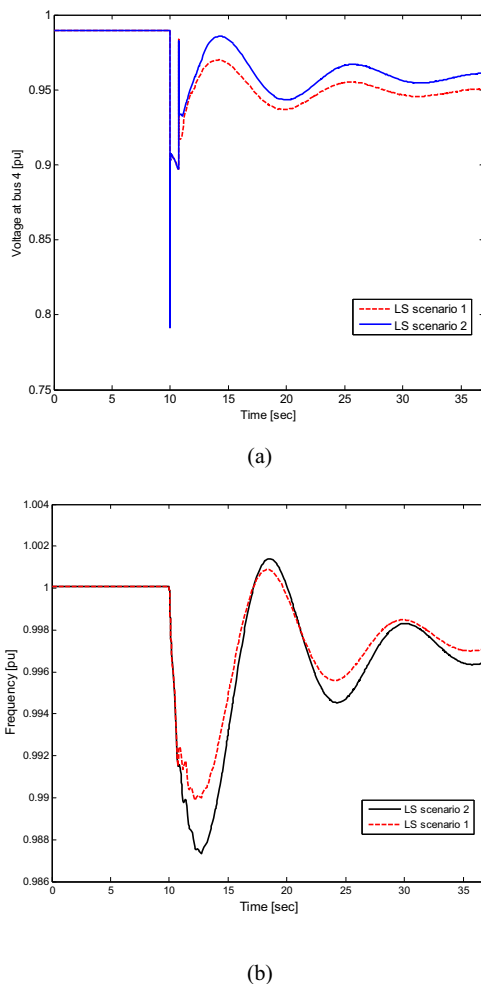 1
0.95
0.9
0.85
0.8
0.75
Voltage at bus 4 [pu]
LS scenario 1
LS scenario 2
0 5 10 15 20 25 30 35
Time [sec]
(a)
1.004
1.002
1
0.998
0.996
0.994
0.992
0.99
0.988
0.986
Frequency [pu]
LS scenario 2
LS scenario 1
0 5 10 15 20 25 30 35
Time [sec]
(b)